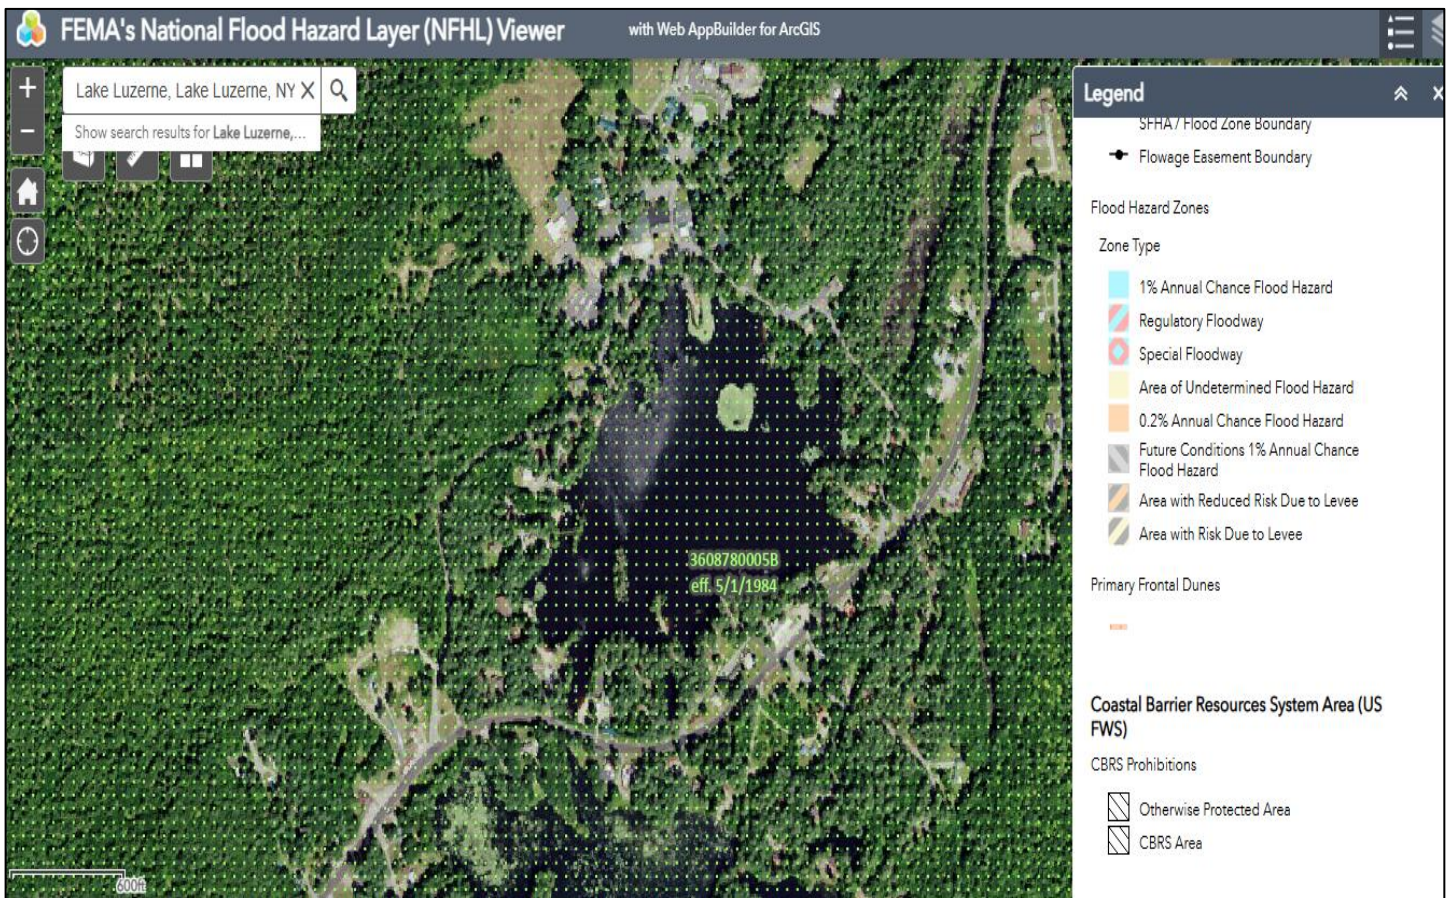 FEMA's National Flood Hazard Layer (NFHL) Viewer
with Web AppBuilder for ArcGIS
Lake Luzerne, Lake Luzerne, NY
Show search results for Lake Luzerne,...
3608780005B
eff. 5/1/1984
600ft
Legend
SFHA / Flood Zone Boundary
Flowage Easement Boundary
Flood Hazard Zones
Zone Type
1% Annual Chance Flood Hazard
Regulatory Floodway
Special Floodway
Area of Undetermined Flood Hazard
0.2% Annual Chance Flood Hazard
Future Conditions 1% Annual Chance
Flood Hazard
Area with Reduced Risk Due to Levee
Area with Risk Due to Levee
Primary Frontal Dunes
Coastal Barrier Resources System Area (US
FWS)
CBRS Prohibitions
Otherwise Protected Area
CBRS Area